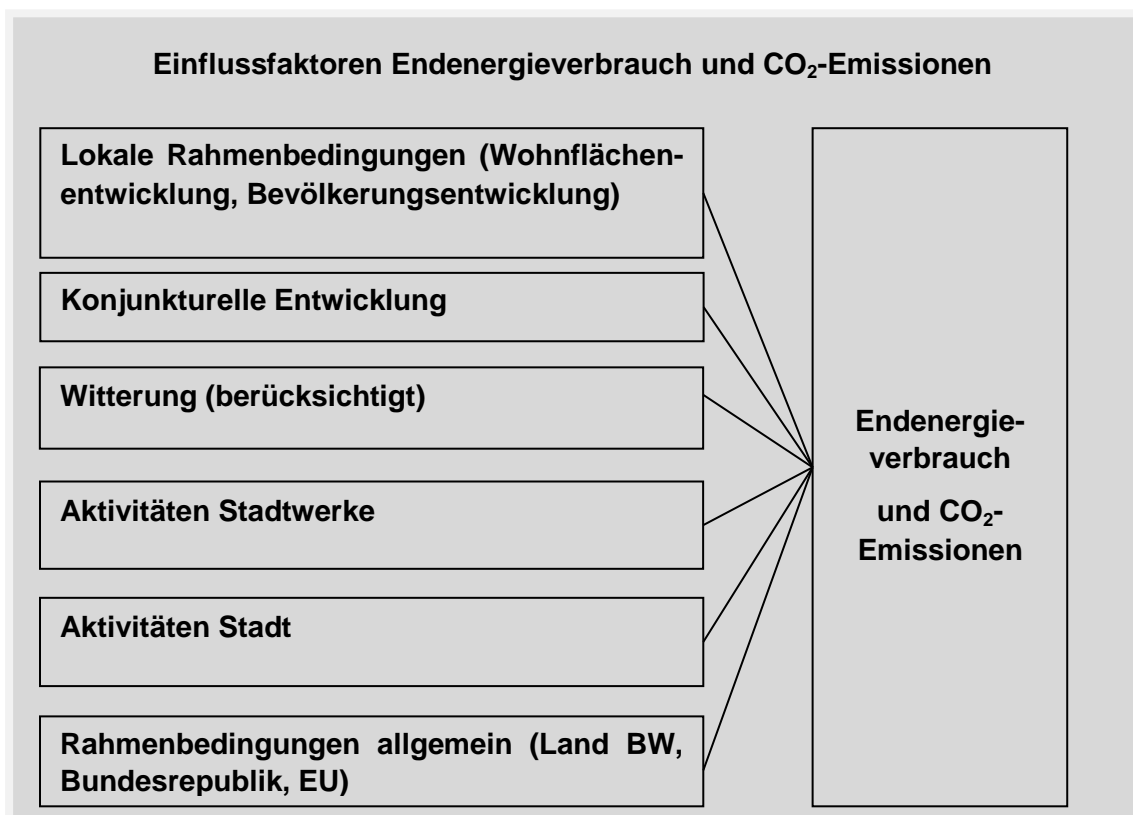 Einflussfaktoren Endenergieverbrauch und CO₂-Emissionen
Lokale Rahmenbedingungen (Wohnflächen-
entwicklung, Bevölkerungsentwicklung)
Konjunkturelle Entwicklung
Witterung (berücksichtigt)
Aktivitäten Stadtwerke
Aktivitäten Stadt
Rahmenbedingungen allgemein (Land BW,
Bundesrepublik, EU)
Endenergie-
verbrauch
und CO₂-
Emissionen